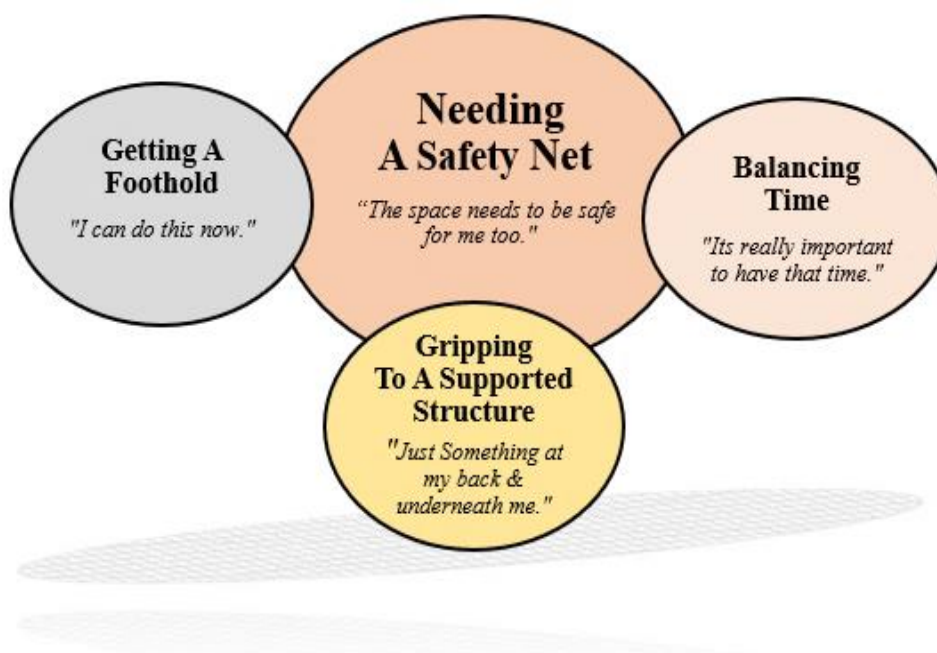 Needing
A Safety Net
“The space needs to be safe
for me too."
Getting A
Foothold
"I can do this now."
Balancing
Time
"Its really important
to have that time."
Gripping
To A Supported
Structure
"Just Something at
my back &
underneath me."